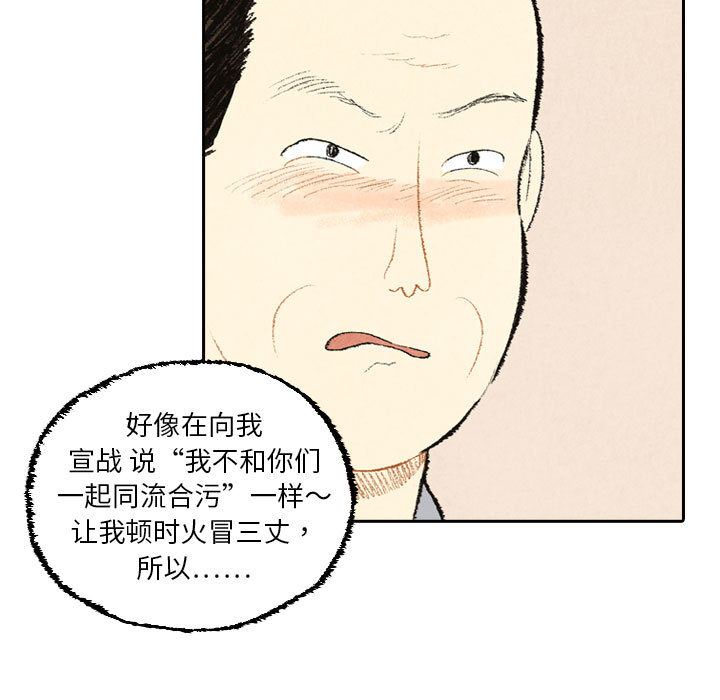 好像在向我
宣战 说“我不和你们
一起同流合污”一样～
让我顿时火冒三丈，
所以......